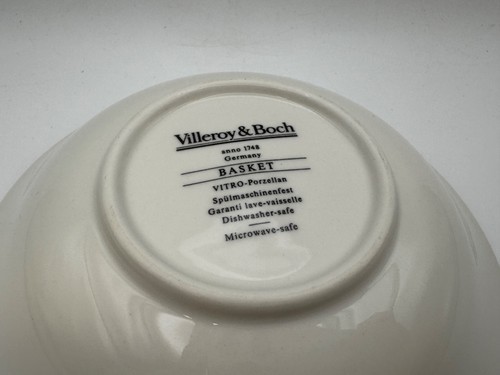 Villeroy & Boch
anno 1748
Germany
BASKET
VITRO-Porzellan
Spülmaschinenfest
Garanti lave-vaisselle
Dishwasher-safe
Microwave-safe